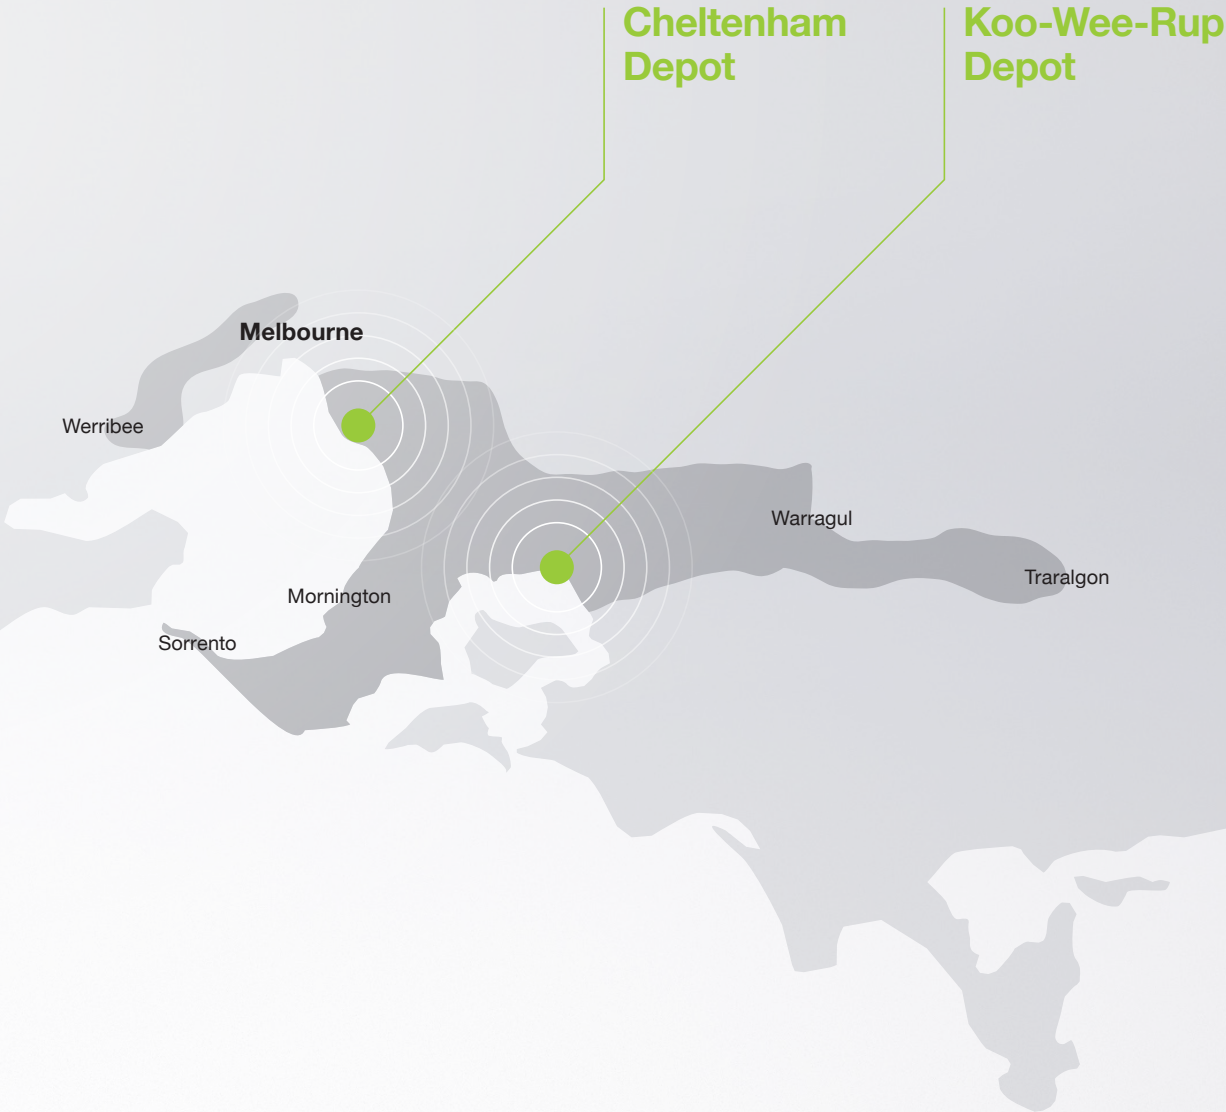 Cheltenham
Depot
Koo-Wee-Rup
Depot
Melbourne
Werribee
Warragul
Traralgon
Mornington
Sorrento